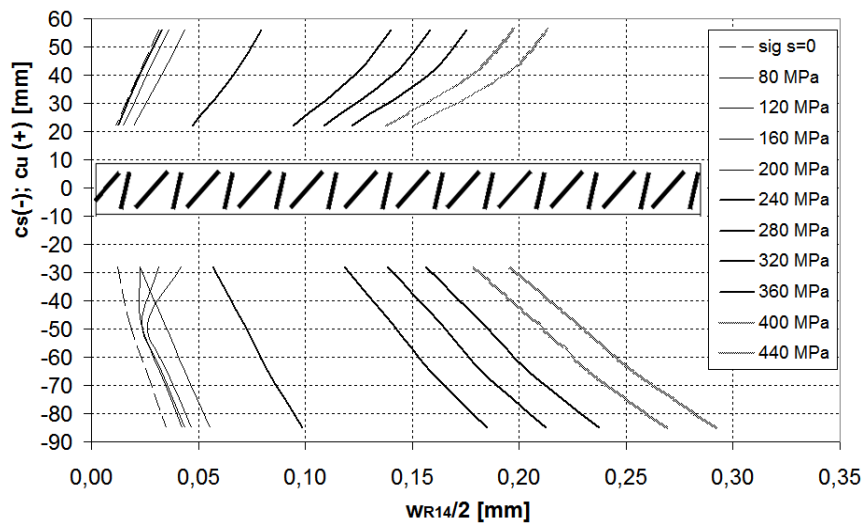 60
50
40
30
20
10
0
-10
-20
-30
-40
-50
-60
-70
-80
-90
cs(-); cu (+) [mm]
sig s=0
80 MPa
120 MPa
160 MPa
200 MPa
240 MPa
280 MPa
320 MPa
360 MPa
400 MPa
440 MPa
0,00 0,05 0,10 0,15 0,20 0,25 0,30 0,35
wR14/2 [mm]